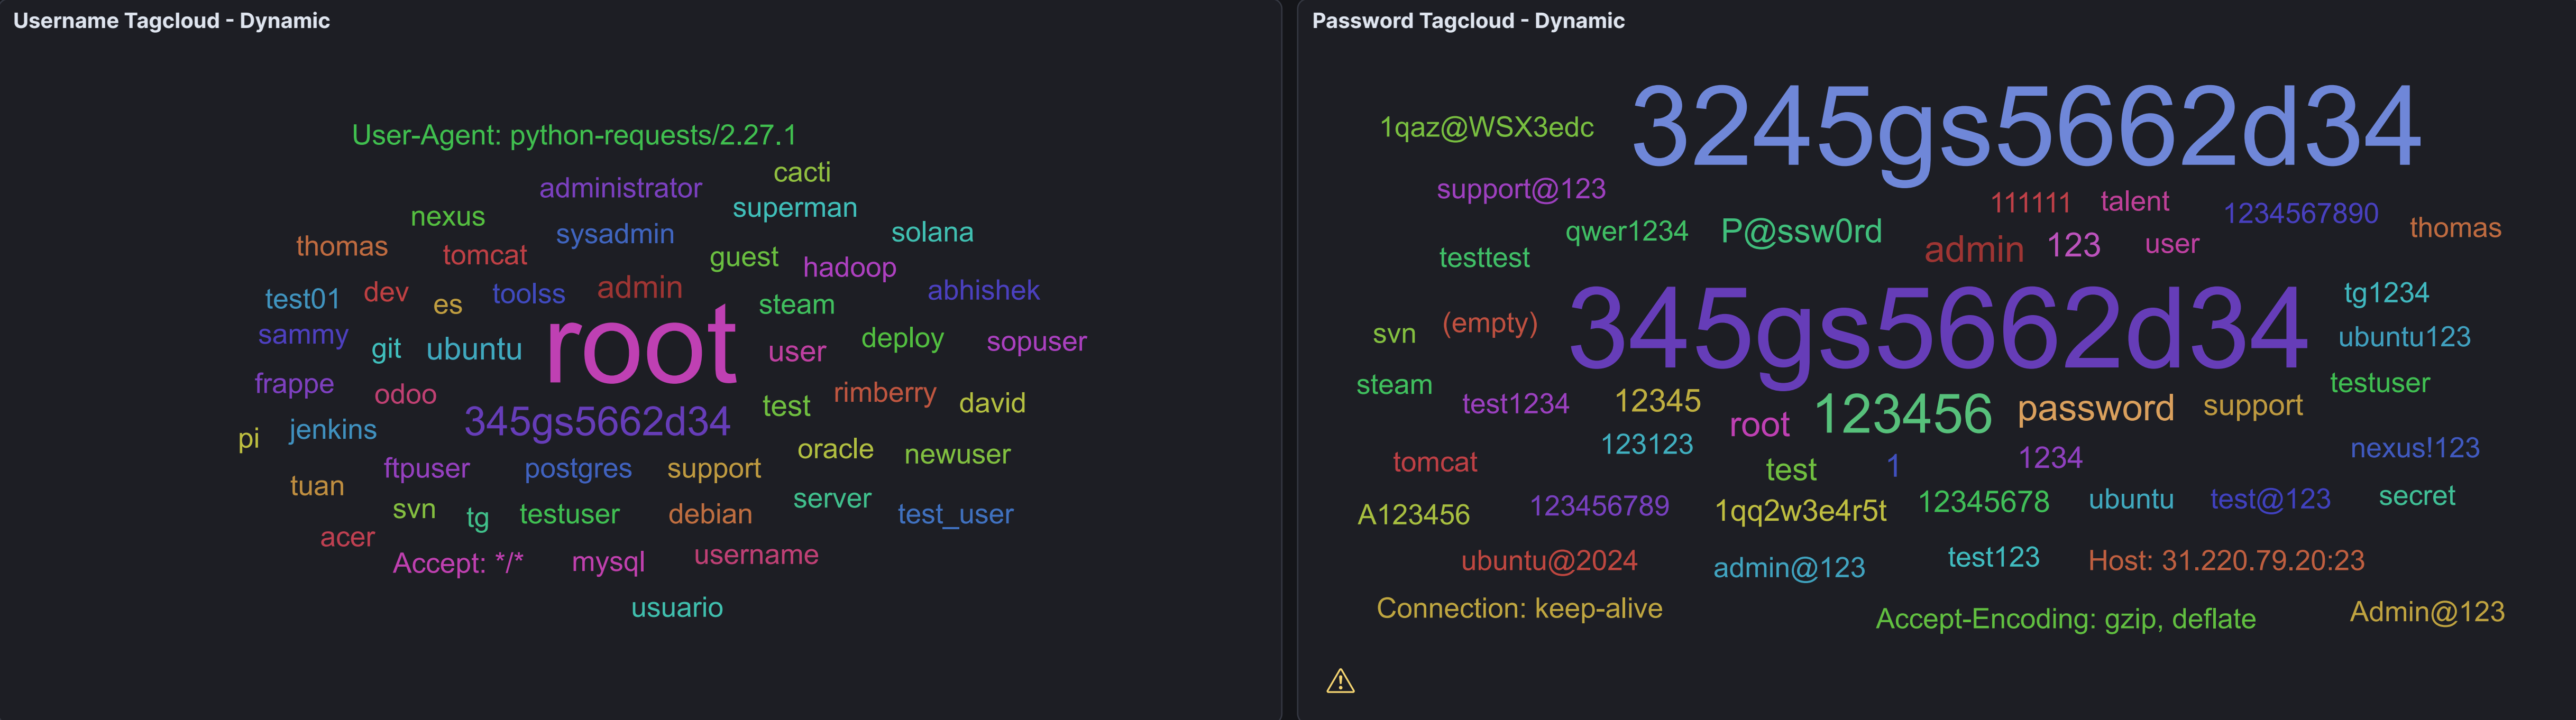 Username Tagcloud - Dynamic
User-Agent: python-requests/2.27.1
cacti
administrator
superman
nexus
sysadmin
solana
thomas
tomcat
guest
hadoop
test01
dev
es
toolss
admin
steam
abhishek
sammy
git
ubuntu
root
user
deploy
sopuser
frappe
odoo
345gs5662d34
test
rimberry
david
pi
jenkins
oracle
newuser
ftpuser
postgres
support
tuan
svn
tg
testuser
debian
server
test_user
acer
Accept: */*
mysql
username
usuario
Password Tagcloud - Dynamic
1qaz@WSX3edc
3245gs5662d34
support@123
111111
talent
1234567890
thomas
qwer1234
P@ssw0rd
admin
123
user
testtest
svn
(empty)
345gs5662d34
tg1234
ubuntu123
steam
test1234
12345
root
123456
password
support
testuser
123123
tomcat
test
1
1234
nexus!123
A123456
123456789
1qq2w3e4r5t
12345678
ubuntu
test@123
secret
ubuntu@2024
admin@123
test123
Host: 31.220.79.20:23
Connection: keep-alive
Accept-Encoding: gzip, deflate
Admin@123